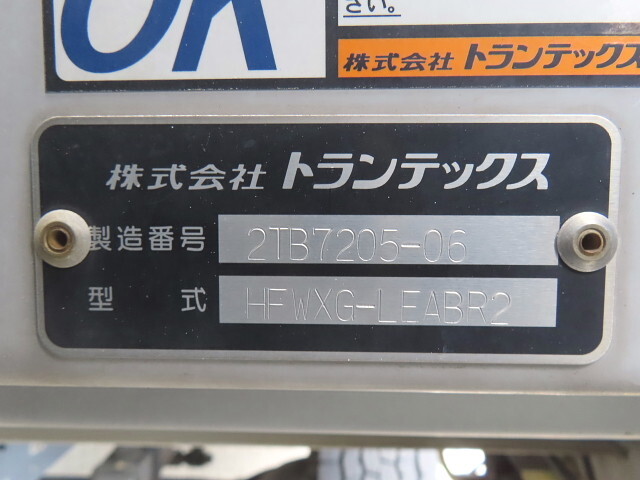 OK
さい。
株式会社 トランテックス
株式会社 トランテックス
製造番号 2TB7205-06
型式 HFWXG-LEABR2